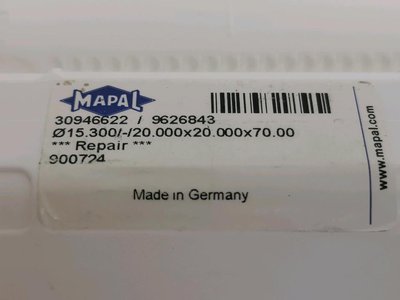 MAPAL
30946622 / 9626843
Ø15.300/-/20.000x20.000x70.00
*** Repair ***
900724
Made in Germany
www.mapal.com